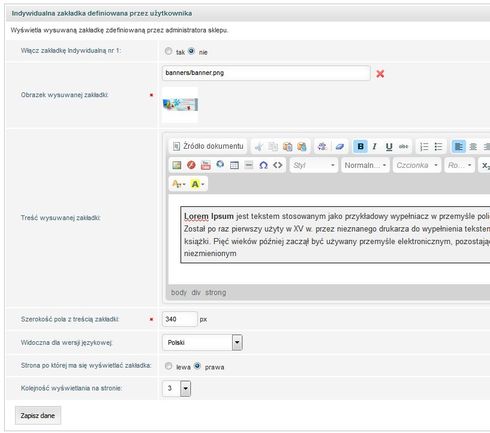 Indywidualna zakładka definiowana przez użytkownika
Wyświetla wysuwaną zakładkę zdefiniowaną przez administratora sklepu.
Włącz zakładkę Indywidualną nr 1: tak nie
banners/banner.png
Obrazek wysuwanej zakładki:
Źródło dokumentu B I U abc
Styl Normaln... Czcionka Ro...
Treść wysuwanej zakładki:
Lorem Ipsum jest tekstem stosowanym jako przykładowy wypełniacz w przemyśle poli
Został po raz pierwszy użyty w XV w. przez nieznanego drukarza do wypełnienia tekstem
książki. Pięć wieków później zaczął być używany przemyśle elektronicznym, pozostając
niezmienionym
body div strong
Szerokość pola z treścią zakładki: 340 px
Widoczna dla wersji językowej: Polski
Strona po której ma się wyświetlać zakładka: lewa prawa
Kolejność wyświetlania na stronie: 3
Zapisz dane